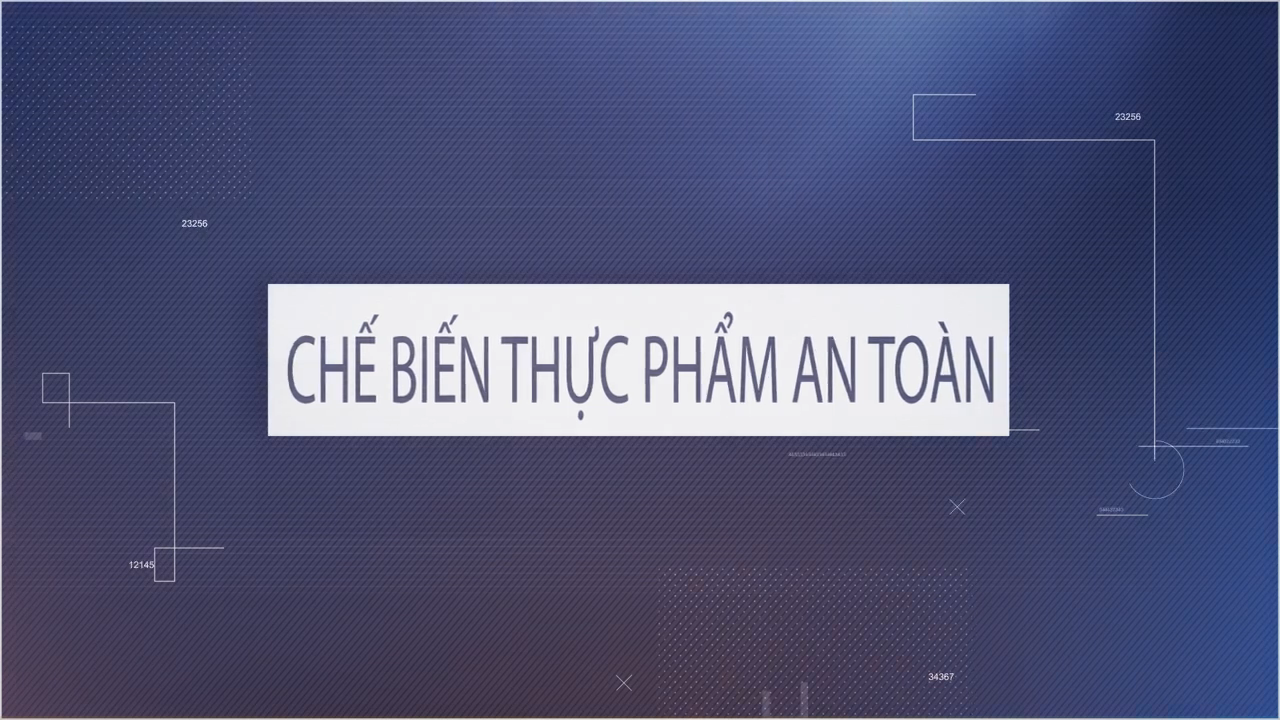 23256
23256
CHẾ BIẾN THỰC PHẨM AN TOÀN
12145
34367